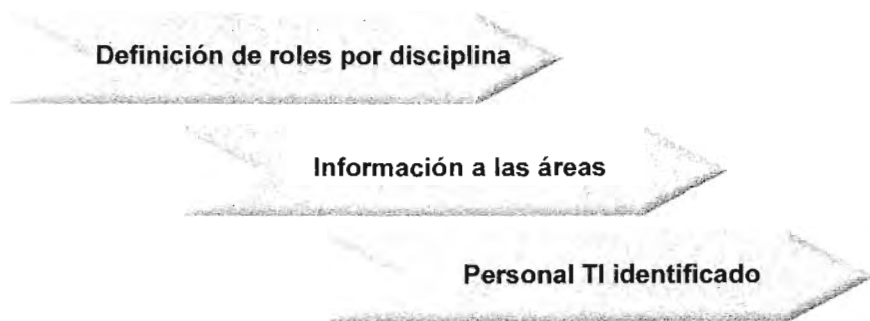 Definición de roles por disciplina
Información a las áreas
Personal TI identificado